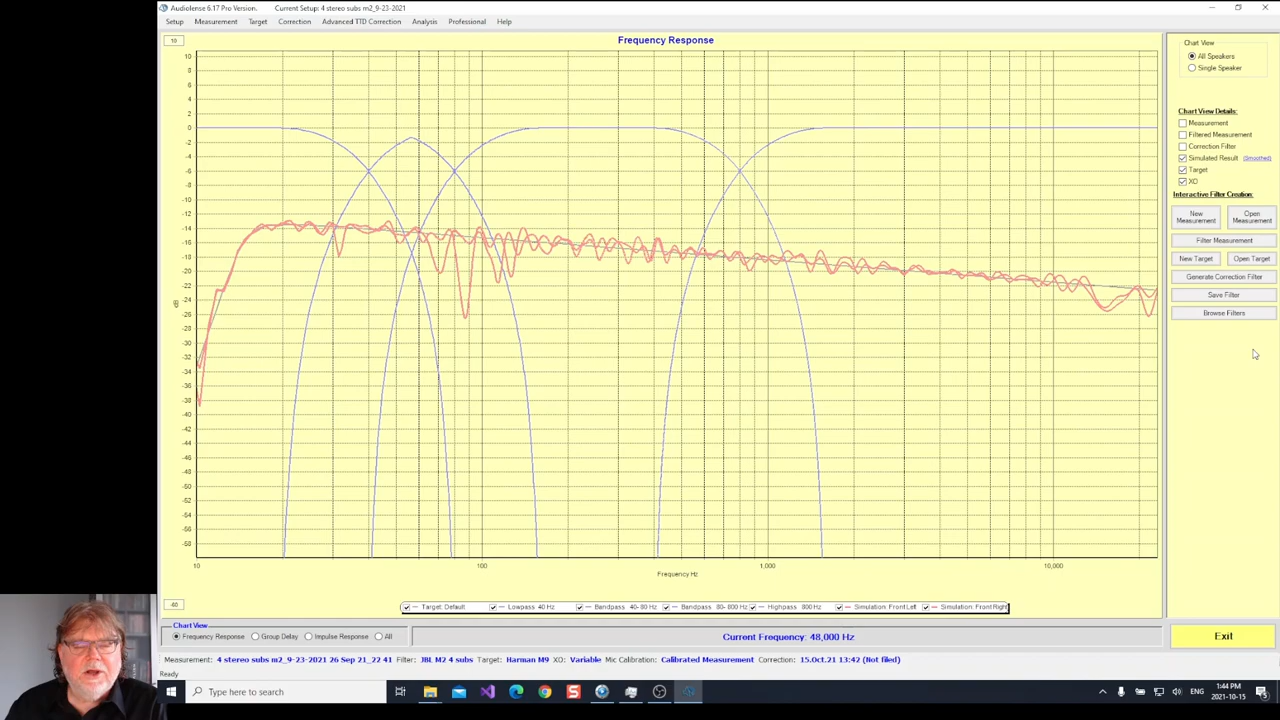 Audiolense 6.17 Pro Version. Current Setup: 4 stereo subs m2_9-23-2021
Setup Measurement Target Correction Advanced TTD Correction Analysis Professional Help
10
Frequency Response
10
8
6
4
2
0
-2
-4
-6
-8
-10
-12
-14
-16
-18
-20
-22
-24
-26
-28
-30
-32
-34
-36
-38
-40
-42
-44
-46
-48
-50
-52
-54
-56
-58
dB
10 100 1,000 10,000
Frequency Hz
-60
Target: Default Lowpass 40 Hz Bandpass 40- 80 Hz Bandpass 80- 800 Hz Highpass 800 Hz Simulation: Front Left Simulation: Front Right
Chart View
All Speakers
Single Speaker
Chart View Details:
Measurement
Filtered Measurement
Correction Filter
Simulated Result (Smoothed)
Target
XO
Interactive Filter Creation:
New Measurement Open Measurement
Filter Measurement
New Target Open Target
Generate Correction Filter
Save Filter
Browse Filters
Chart View
Frequency Response Group Delay Impulse Response All
Current Frequency: 48,000 Hz
Exit
Measurement: 4 stereo subs m2_9-23-2021 26 Sep 21_22 41 Filter: JBL M2 4 subs Target: Harman M9 XO: Variable Mic Calibration: Calibrated Measurement Correction: 15.Oct.21 13:42 (Not filed)
Ready
Type here to search
ENG
1:44 PM
2021-10-15
5